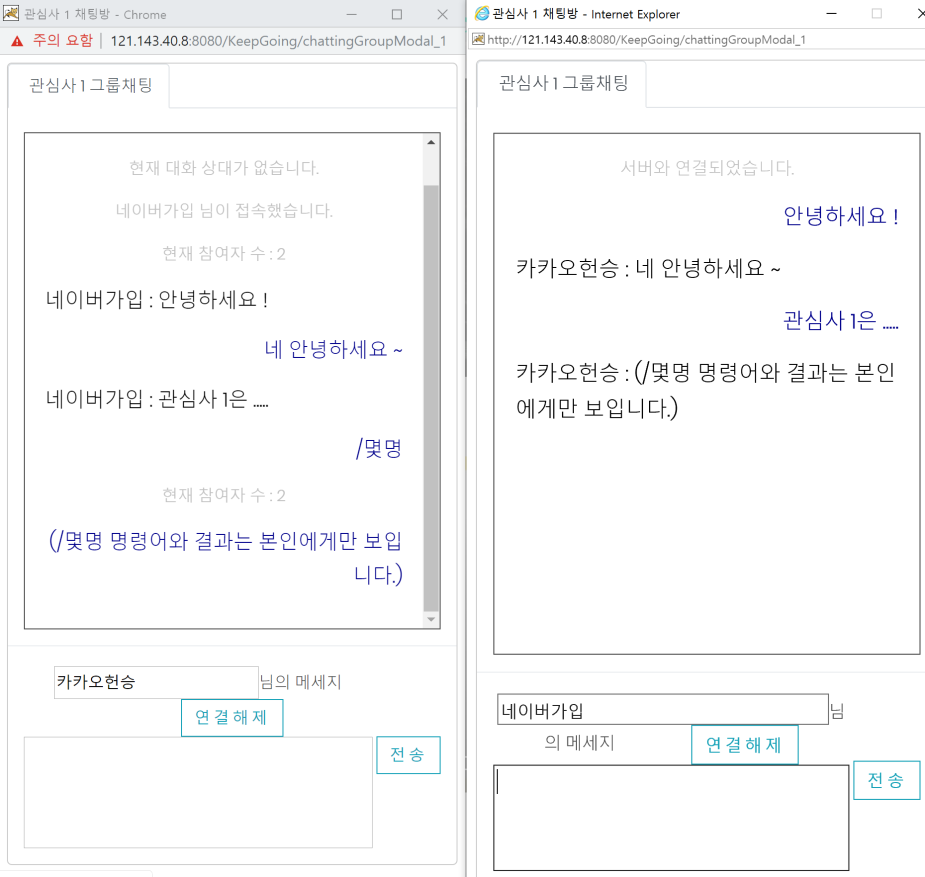 관심사 1 채팅방 - Chrome
주의 요함 | 121.143.40.8:8080/KeepGoing/chattingGroupModal_1
관심사 1 그룹채팅
현재 대화 상대가 없습니다.
네이버가입 님이 접속했습니다.
현재 참여자 수 : 2
네이버가입 : 안녕하세요 !
네 안녕하세요 ~
네이버가입 : 관심사 1은 .....
/몇명
현재 참여자 수 : 2
(/몇명 명령어와 결과는 본인에게만 보입
니다.)
카카오헌승 님의 메세지
연결해제
전송
관심사 1 채팅방 - Internet Explorer
http://121.143.40.8:8080/KeepGoing/chattingGroupModal_1
관심사 1 그룹채팅
서버와 연결되었습니다.
안녕하세요 !
카카오헌승 : 네 안녕하세요 ~
관심사 1은 .....
카카오헌승 : (/몇명 명령어와 결과는 본인
에게만 보입니다.)
네이버가입 님
의 메세지 연결해제
전송